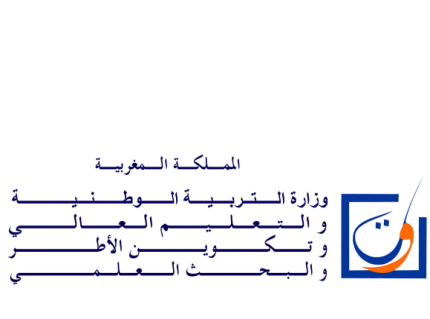 المملكة المغربية
وزارة التربية الوطنية
و التعليم العالي
و تكوين الأطر
و البحث العلمي